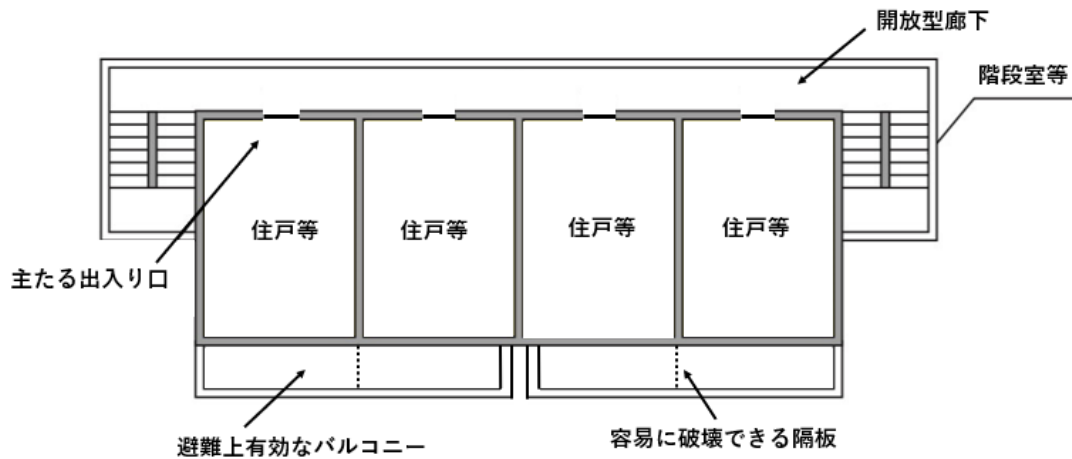 開放型廊下
階段室等
住戸等
住戸等
住戸等
住戸等
主たる出入り口
避難上有効なバルコニー
容易に破壊できる隔板